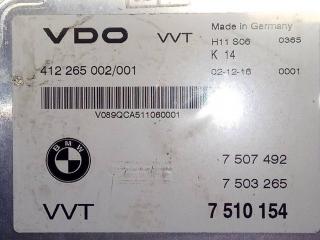 VDO VVT Made in Germany
H11 S06 0365
K 14
412 265 002/001 02-12-16 0001
V089QCA511060001
BMW
7 507 492
7 503 265
VVT 7 510 154